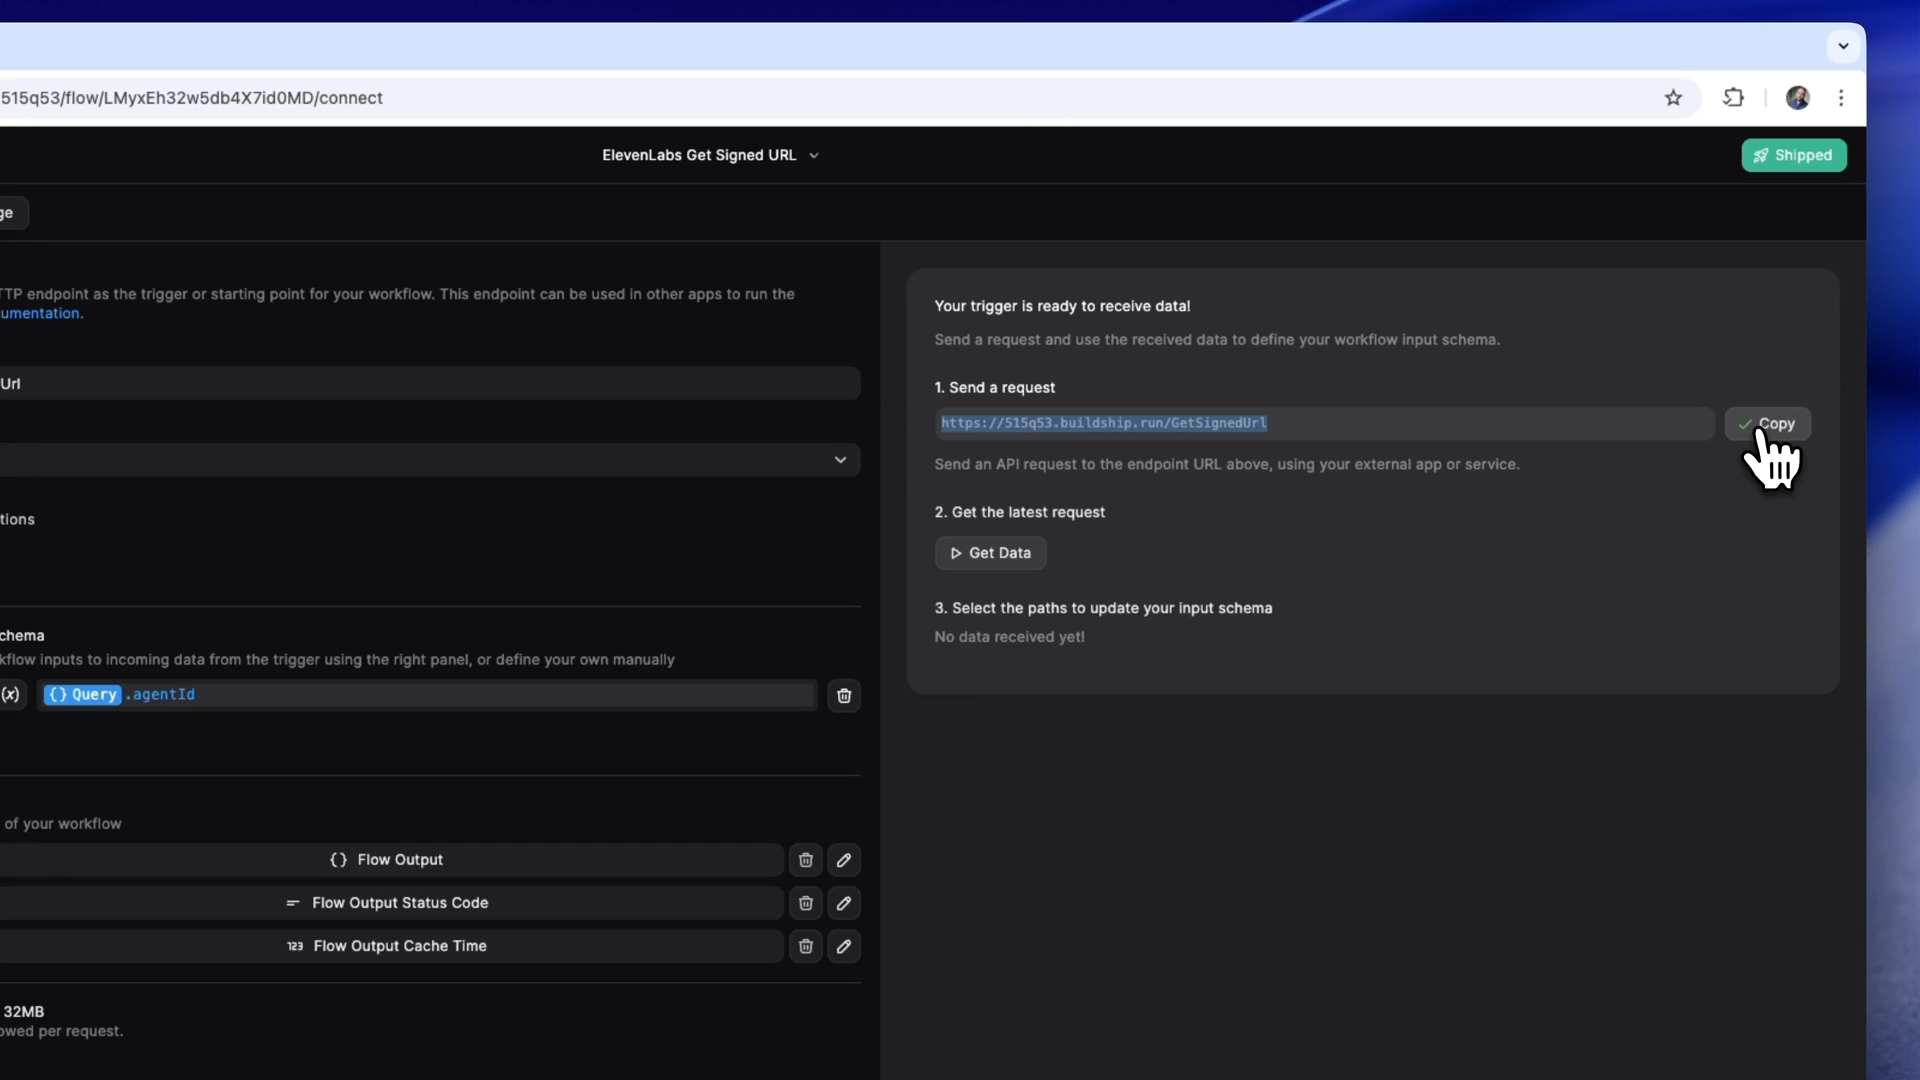 515q53/flow/LMyxEh32w5db4X7id0MD/connect
ElevenLabs Get Signed URL
Shipped
ge
TTP endpoint as the trigger or starting point for your workflow. This endpoint can be used in other apps to run the
umentation.
Url
tions
chema
kflow inputs to incoming data from the trigger using the right panel, or define your own manually
(x) {} Query .agentId
of your workflow
{} Flow Output
Flow Output Status Code
123 Flow Output Cache Time
32MB
owed per request.
Your trigger is ready to receive data!
Send a request and use the received data to define your workflow input schema.
1. Send a request
https://515q53.buildship.run/GetSignedUrl
Copy
Send an API request to the endpoint URL above, using your external app or service.
2. Get the latest request
Get Data
3. Select the paths to update your input schema
No data received yet!